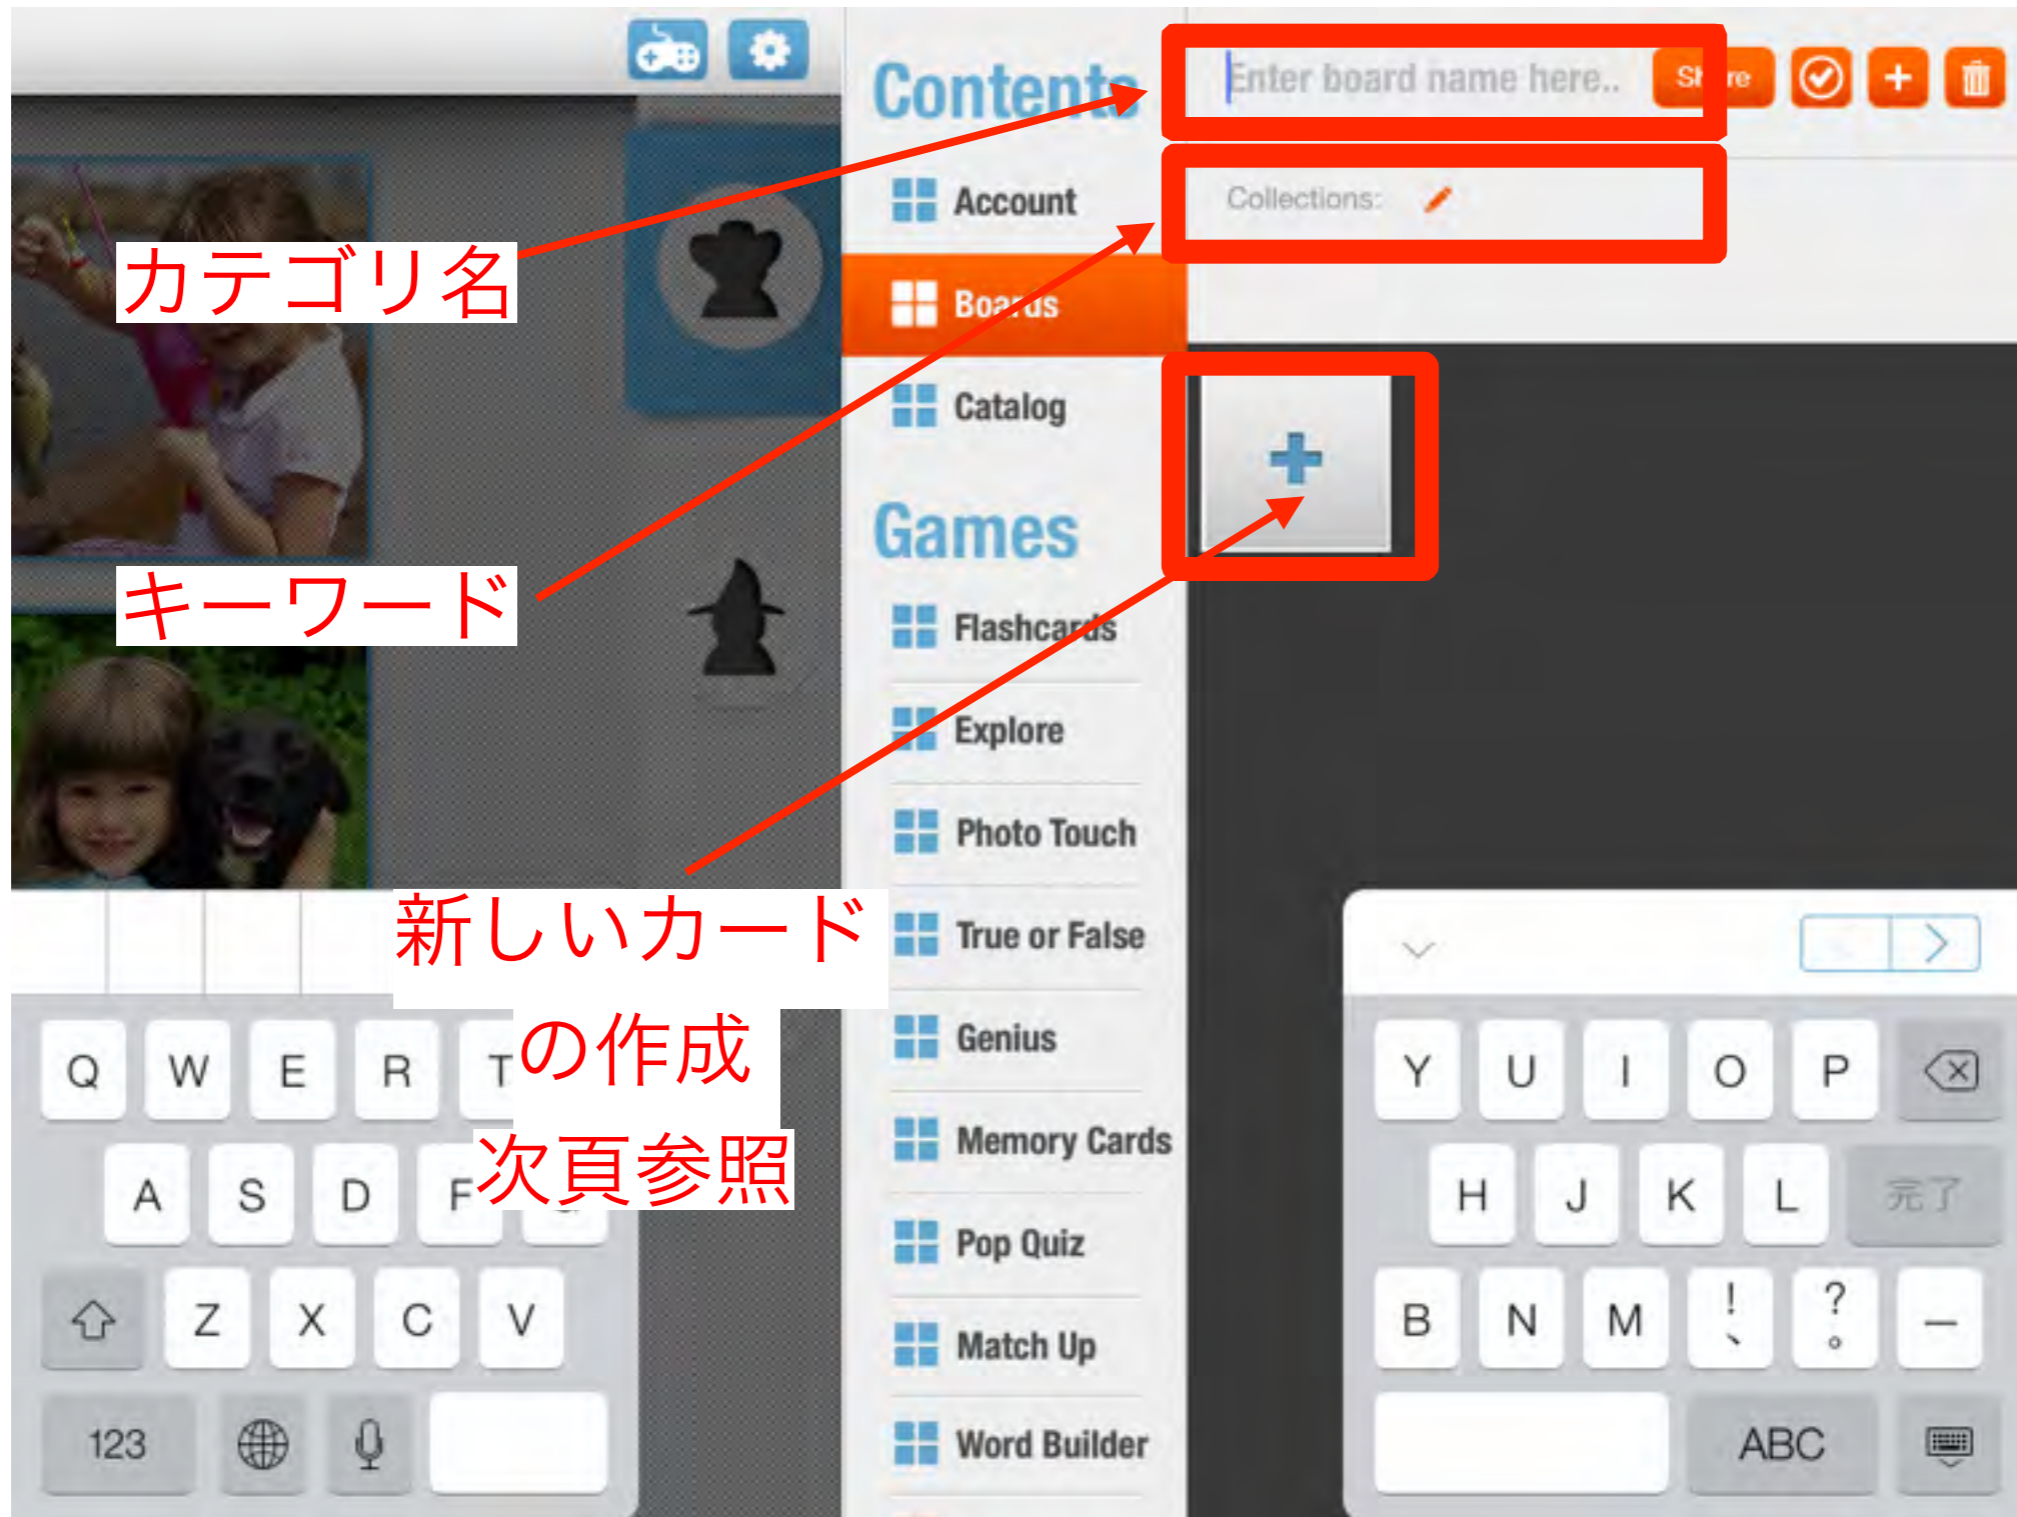 Contents
Enter board name here..
Share
Account
Collections:
カテゴリ名
Boards
Catalog
Games
キーワード
Flashcards
Explore
Photo Touch
新しいカード
の作成
次頁参照
True or False
Genius
Memory Cards
Pop Quiz
Match Up
Word Builder
Q W E R T
A S D F
Z X C V
123
Y U I O P
H J K L 完了
B N M ! 、 ? 。 ー
ABC